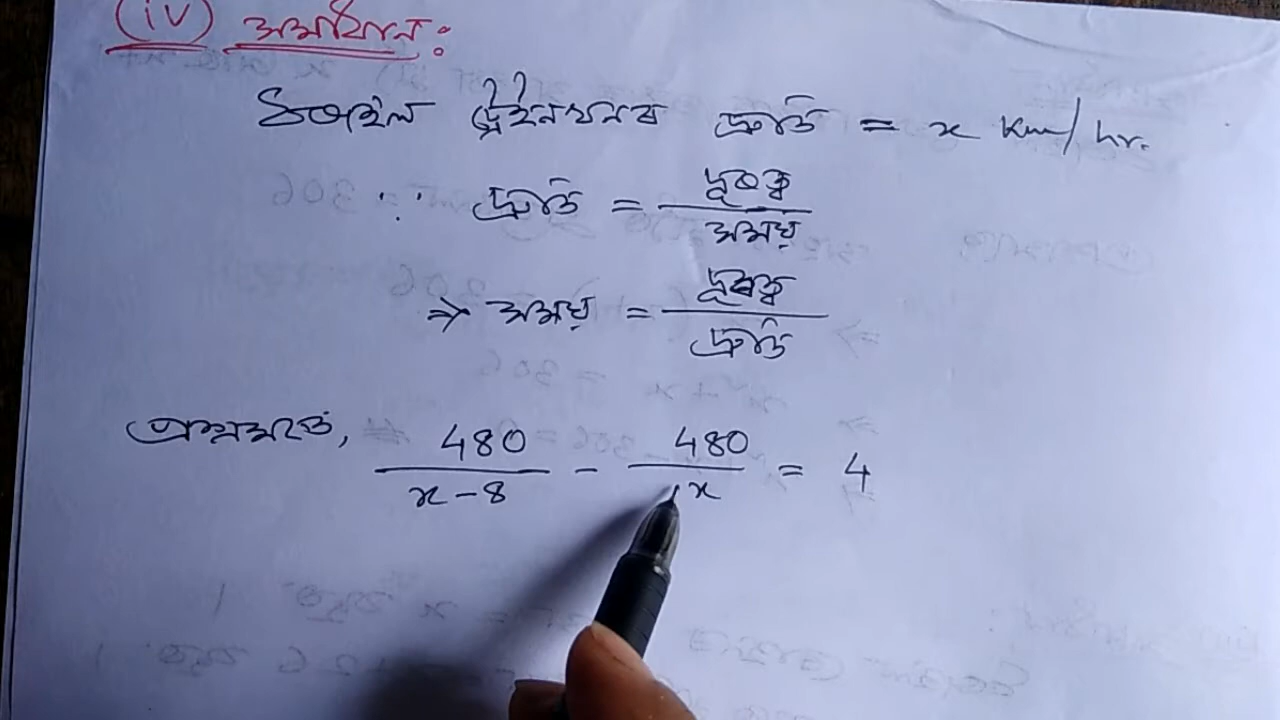 (iv) সমাধান:
ধৰাহ'ল ট্ৰেইনখনৰ দ্ৰুতি = x km/hr.
∵ দ্ৰুতি = দূৰত্ব / সময়
⇒ সময় = দূৰত্ব / দ্ৰুতি
প্ৰশ্নমতে, 480 / x-8 - 480 / x = 4